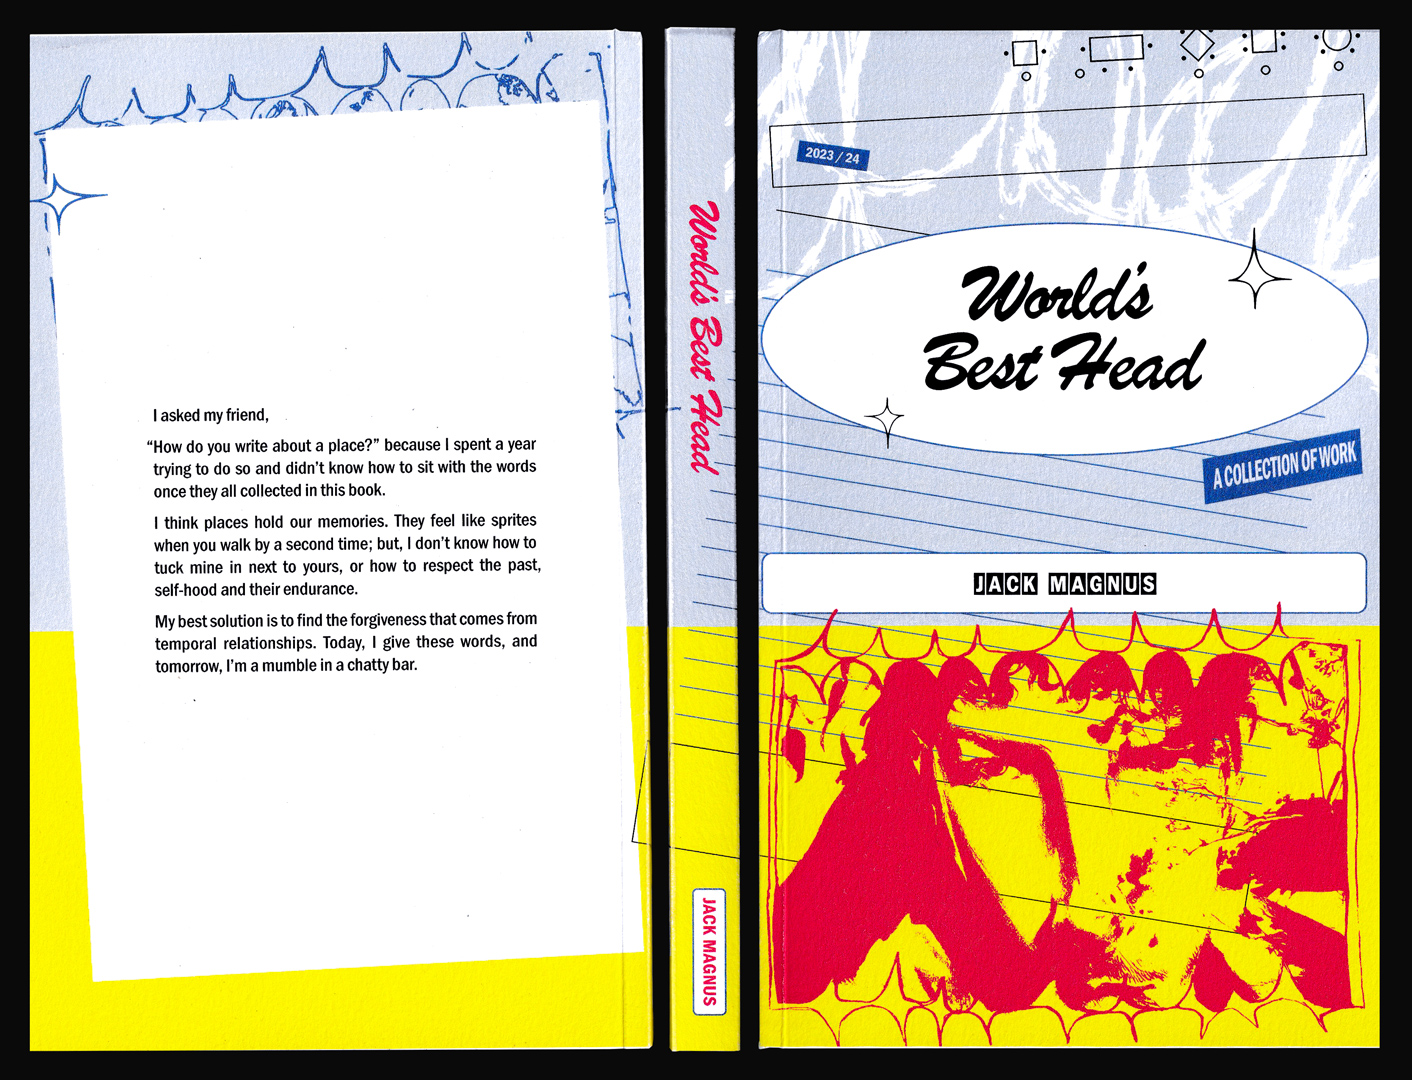 I asked my friend,
“How do you write about a place?” because I spent a year
trying to do so and didn’t know how to sit with the words
once they all collected in this book.
I think places hold our memories. They feel like sprites
when you walk by a second time; but, I don’t know how to
tuck mine in next to yours, or how to respect the past,
self-hood and their endurance.
My best solution is to find the forgiveness that comes from
temporal relationships. Today, I give these words, and
tomorrow, I’m a mumble in a chatty bar.
World's Best Head
JACK MAGNUS
2023 / 24
World's
Best Head
A COLLECTION OF WORK
JACK MAGNUS